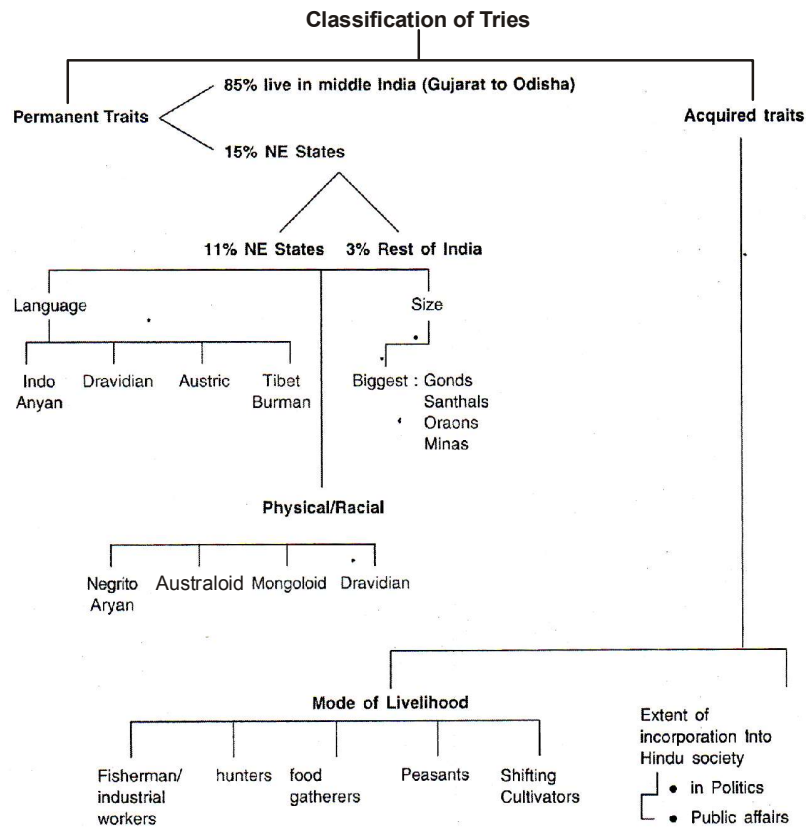 Classification of Tries
85% live in middle India (Gujarat to Odisha)
Permanent Traits
Acquired traits
15% NE States
11% NE States 3% Rest of India
Language
Size
Indo
Anyan
Dravidian
Austric
Tibet
Burman
Biggest : Gonds
Santhals
Oraons
Minas
Physical/Racial
Negrito
Aryan
Australoid
Mongoloid
Dravidian
Mode of Livelihood
Fisherman/
industrial
workers
hunters
food
gatherers
Peasants
Shifting
Cultivators
Extent of
incorporation Into
Hindu society
• in Politics
• Public affairs